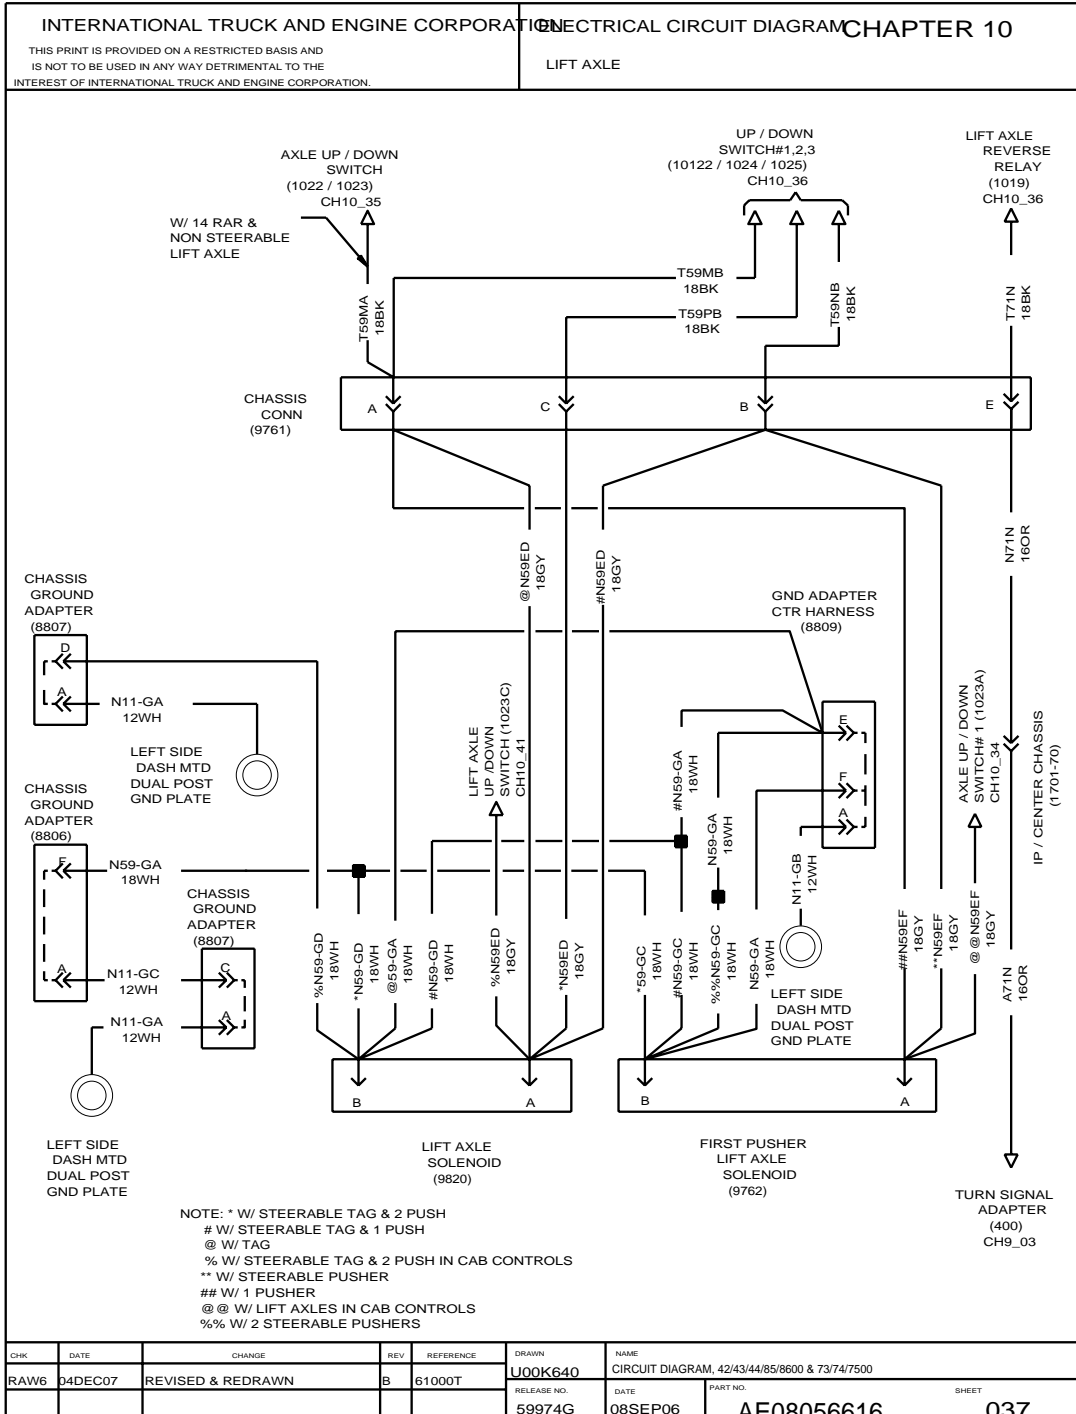 INTERNATIONAL TRUCK AND ENGINE CORPORATION
THIS PRINT IS PROVIDED ON A RESTRICTED BASIS AND
IS NOT TO BE USED IN ANY WAY DETRIMENTAL TO THE
INTEREST OF INTERNATIONAL TRUCK AND ENGINE CORPORATION.
ELECTRICAL CIRCUIT DIAGRAM
CHAPTER 10
LIFT AXLE
AXLE UP / DOWN
SWITCH
(1022 / 1023)
CH10_35
UP / DOWN
SWITCH#1,2,3
(10122 / 1024 / 1025)
CH10_36
LIFT AXLE
REVERSE
RELAY
(1019)
CH10_36
W/ 14 RAR &
NON STEERABLE
LIFT AXLE
T59MA
18BK
T59MB
18BK
T59PB
18BK
T59NB
18BK
T71N
18BK
CHASSIS
CONN
(9761)
A
C
B
E
@N59ED
18GY
#N59ED
18GY
N71N
16OR
CHASSIS
GROUND
ADAPTER
(8807)
D
A
N11-GA
12WH
LEFT SIDE
DASH MTD
DUAL POST
GND PLATE
GND ADAPTER
CTR HARNESS
(8809)
E
F
A
LIFT AXLE
UP /DOWN
SWITCH (1023C)
CH10_41
#N59-GA
18WH
N59-GA
18WH
N11-GB
12WH
AXLE UP / DOWN
SWITCH# 1 (1023A)
CH10_34
IP / CENTER CHASSIS
(1701-70)
CHASSIS
GROUND
ADAPTER
(8806)
F
A
N59-GA
18WH
CHASSIS
GROUND
ADAPTER
(8807)
C
A
N11-GC
12WH
N11-GA
12WH
%N59-GD
18WH
*N59-GD
18WH
@59-GA
18WH
#N59-GD
18WH
%N59ED
18GY
*N59ED
18GY
*59-GC
18WH
#N59-GC
18WH
%%N59-GC
18WH
N59-GA
18WH
LEFT SIDE
DASH MTD
DUAL POST
GND PLATE
##N59EF
18GY
**N59EF
18GY
@@N59EF
18GY
A71N
16OR
B
A
B
A
LEFT SIDE
DASH MTD
DUAL POST
GND PLATE
LIFT AXLE
SOLENOID
(9820)
FIRST PUSHER
LIFT AXLE
SOLENOID
(9762)
TURN SIGNAL
ADAPTER
(400)
CH9_03
NOTE: * W/ STEERABLE TAG & 2 PUSH
# W/ STEERABLE TAG & 1 PUSH
@ W/ TAG
% W/ STEERABLE TAG & 2 PUSH IN CAB CONTROLS
** W/ STEERABLE PUSHER
## W/ 1 PUSHER
@@ W/ LIFT AXLES IN CAB CONTROLS
%% W/ 2 STEERABLE PUSHERS
CHK DATE CHANGE REV REFERENCE
RAW6 04DEC07 REVISED & REDRAWN B 61000T
DRAWN
U00K640
NAME
CIRCUIT DIAGRAM, 42/43/44/85/8600 & 73/74/7500
RELEASE NO.
59974G
DATE
08SEP06
PART NO.
AE08056616
SHEET
037